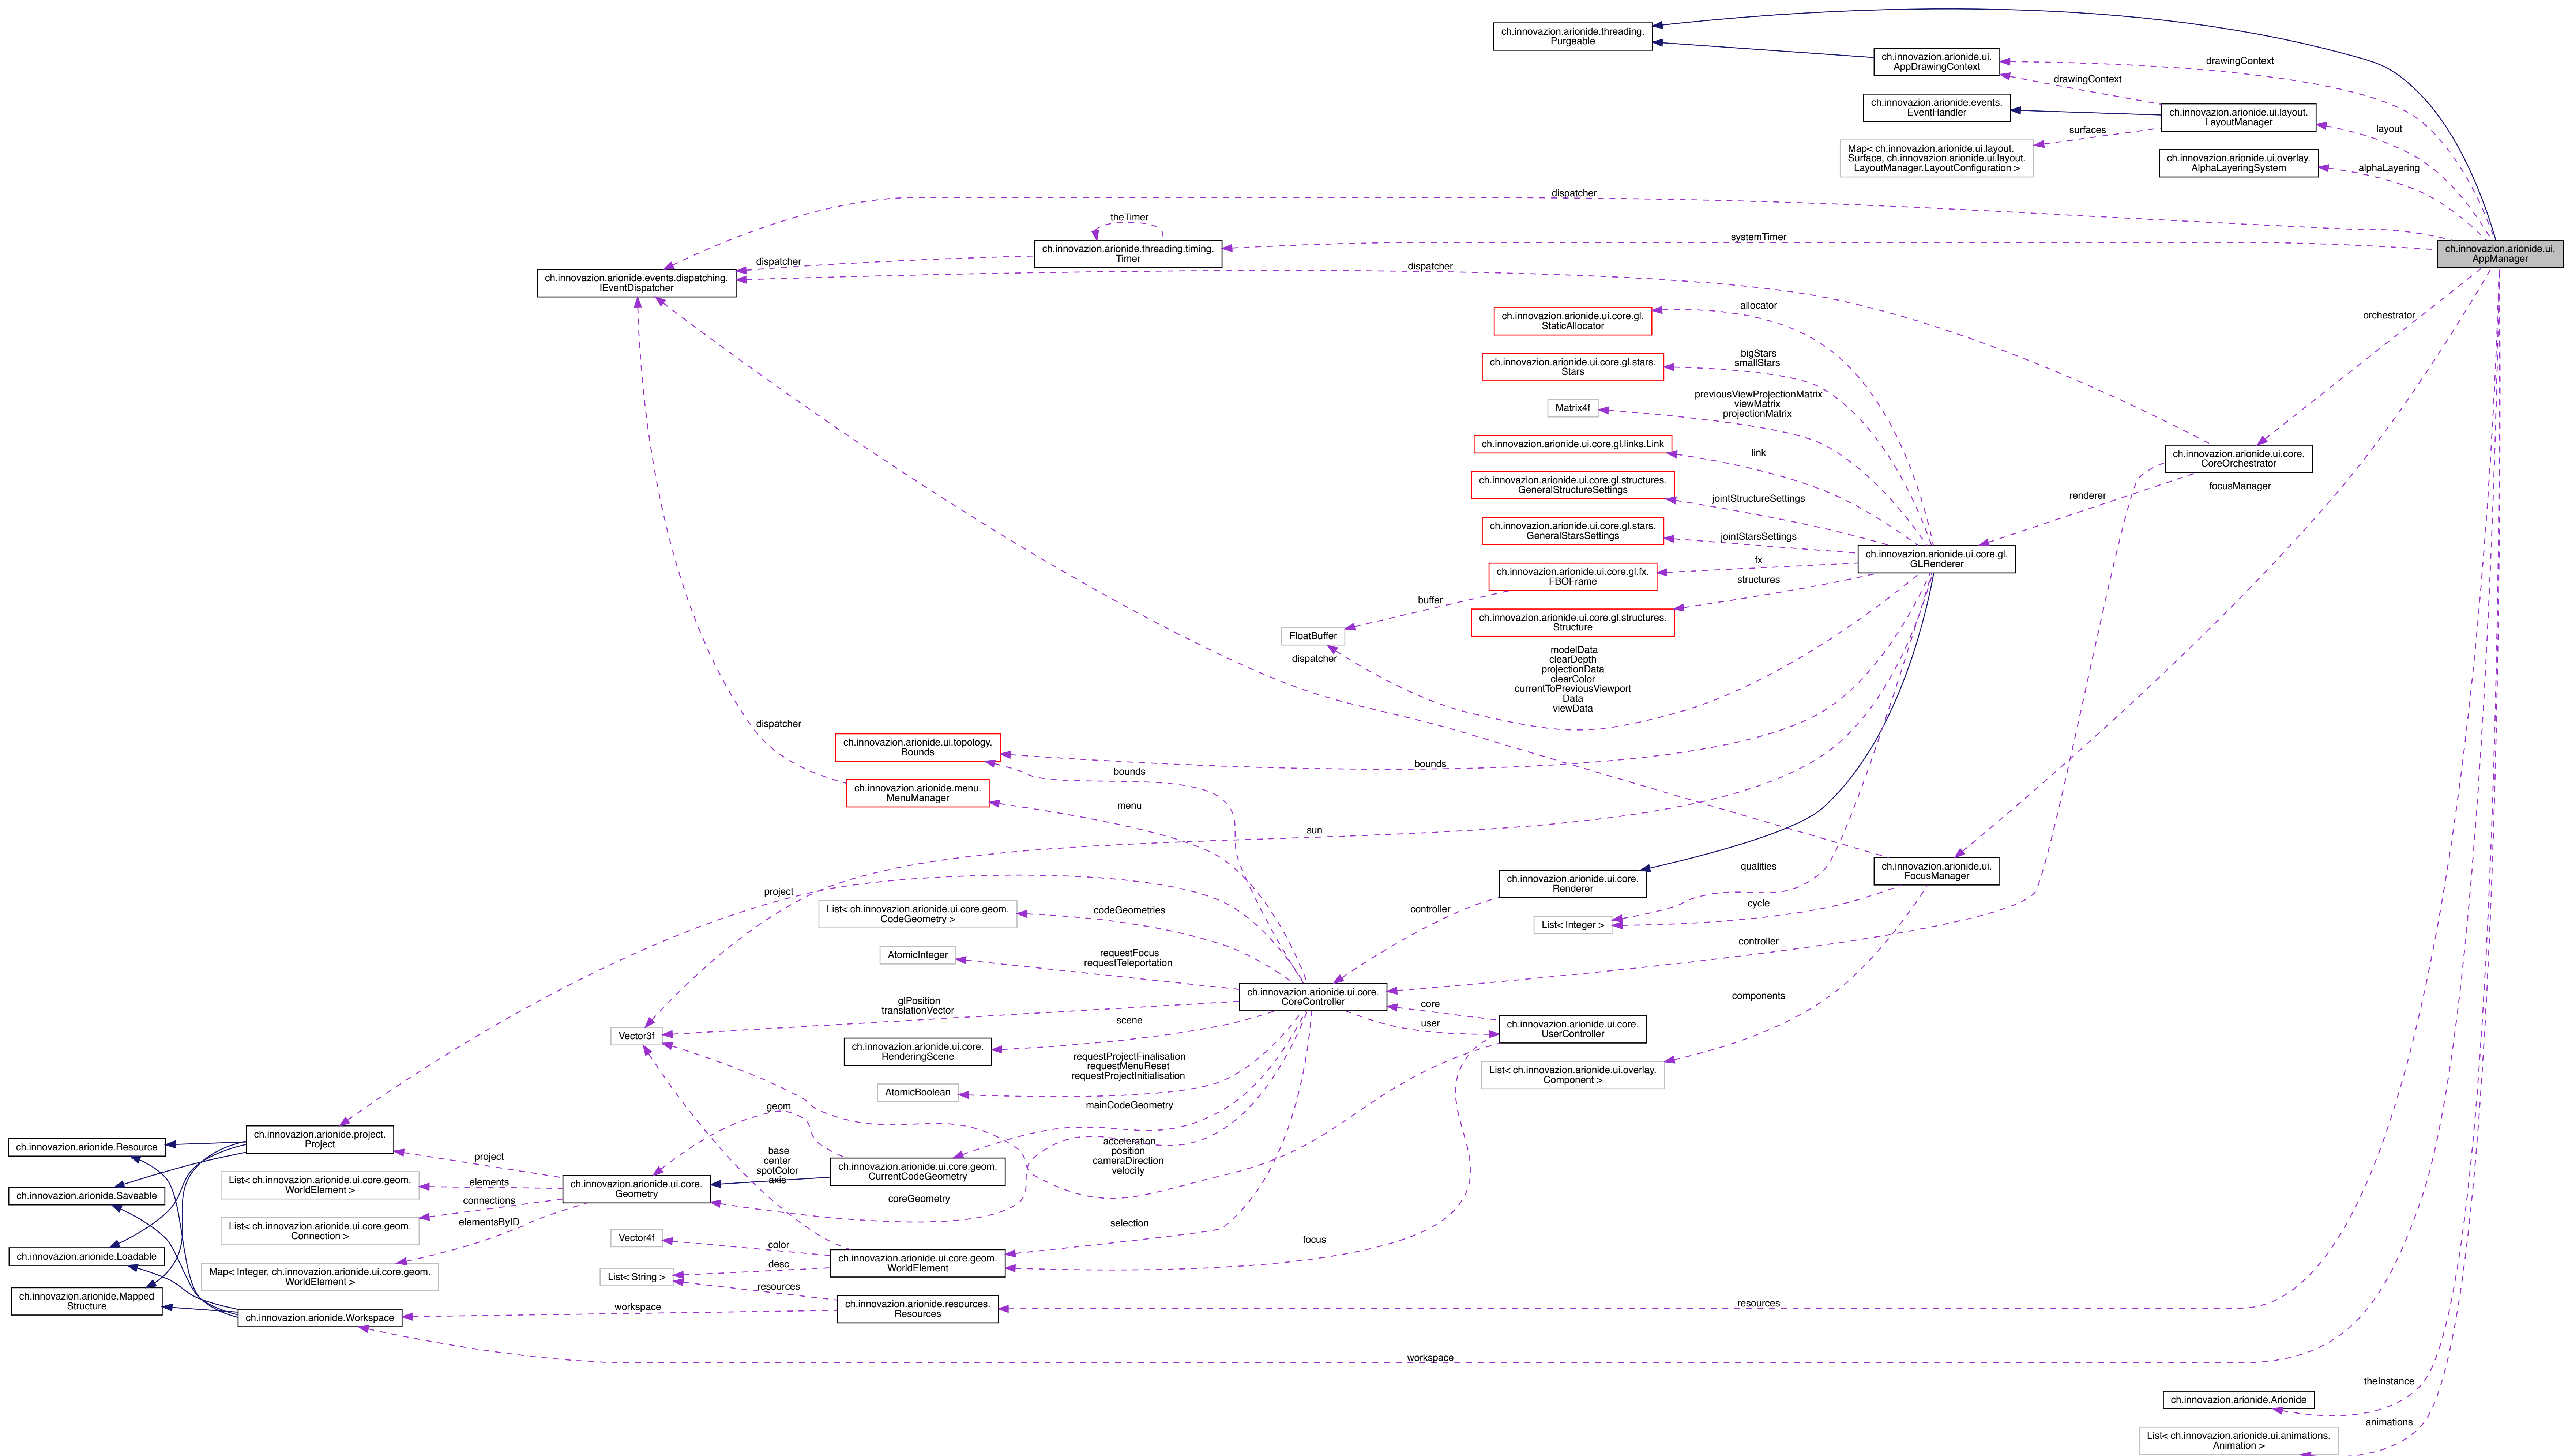 ch.innovazion.arionide.threading.
Purgeable
drawingContext
ch.innovazion.arionide.ui.
AppDrawingContext
drawingContext
ch.innovazion.arionide.events.
EventHandler
ch.innovazion.arionide.ui.layout.
LayoutManager
layout
surfaces
Map< ch.innovazion.arionide.ui.layout.
Surface, ch.innovazion.arionide.ui.layout.
LayoutManager.LayoutConfiguration >
ch.innovazion.arionide.ui.overlay.
AlphaLayeringSystem
alphaLayering
dispatcher
theTimer
systemTimer
ch.innovazion.arionide.threading.timing.
Timer
ch.innovazion.arionide.ui.
AppManager
dispatcher
dispatcher
ch.innovazion.arionide.events.dispatching.
IEventDispatcher
allocator
ch.innovazion.arionide.ui.core.gl.
StaticAllocator
orchestrator
bigStars
smallStars
ch.innovazion.arionide.ui.core.gl.stars.
Stars
previousViewProjectionMatrix
viewMatrix
projectionMatrix
Matrix4f
ch.innovazion.arionide.ui.core.gl.links.Link
link
ch.innovazion.arionide.ui.core.
CoreOrchestrator
ch.innovazion.arionide.ui.core.gl.structures.
GeneralStructureSettings
jointStructureSettings
renderer
focusManager
ch.innovazion.arionide.ui.core.gl.stars.
GeneralStarsSettings
jointStarsSettings
ch.innovazion.arionide.ui.core.gl.
GLRenderer
fx
ch.innovazion.arionide.ui.core.gl.fx.
FBOFrame
structures
buffer
ch.innovazion.arionide.ui.core.gl.structures.
Structure
FloatBuffer
dispatcher
modelData
clearDepth
projectionData
clearColor
currentToPreviousViewport
Data
viewData
dispatcher
ch.innovazion.arionide.ui.topology.
Bounds
bounds
bounds
ch.innovazion.arionide.menu.
MenuManager
menu
sun
qualities
ch.innovazion.arionide.ui.
FocusManager
ch.innovazion.arionide.ui.core.
Renderer
project
List< ch.innovazion.arionide.ui.core.geom.
CodeGeometry >
codeGeometries
controller
cycle
List< Integer >
controller
AtomicInteger
requestFocus
requestTeleportation
ch.innovazion.arionide.ui.core.
CoreController
components
glPosition
translationVector
core
user
scene
ch.innovazion.arionide.ui.core.
UserController
Vector3f
ch.innovazion.arionide.ui.core.
RenderingScene
requestProjectFinalisation
requestMenuReset
requestProjectInitialisation
List< ch.innovazion.arionide.ui.overlay.
Component >
AtomicBoolean
geom
mainCodeGeometry
ch.innovazion.arionide.project.
Project
ch.innovazion.arionide.Resource
project
base
center
spotColor
axis
acceleration
position
cameraDirection
velocity
ch.innovazion.arionide.ui.core.geom.
CurrentCodeGeometry
List< ch.innovazion.arionide.ui.core.geom.
WorldElement >
elements
ch.innovazion.arionide.ui.core.
Geometry
ch.innovazion.arionide.Saveable
connections
coreGeometry
List< ch.innovazion.arionide.ui.core.geom.
Connection >
elementsByID
selection
Vector4f
color
focus
ch.innovazion.arionide.Loadable
ch.innovazion.arionide.ui.core.geom.
WorldElement
desc
Map< Integer, ch.innovazion.arionide.ui.core.geom.
WorldElement >
List< String >
resources
ch.innovazion.arionide.Mapped
Structure
workspace
ch.innovazion.arionide.resources.
Resources
resources
ch.innovazion.arionide.Workspace
workspace
theInstance
ch.innovazion.arionide.Arionide
animations
List< ch.innovazion.arionide.ui.animations.
Animation >